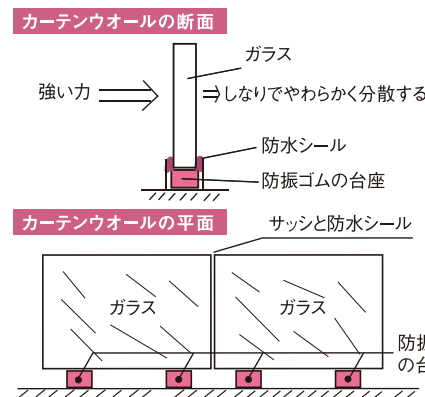 カーテンウオールの断面
ガラス
強い力
しなりでやわらかく分散する
防水シール
防振ゴムの台座
カーテンウオールの平面
サッシと防水シール
ガラス
ガラス
防振
の台